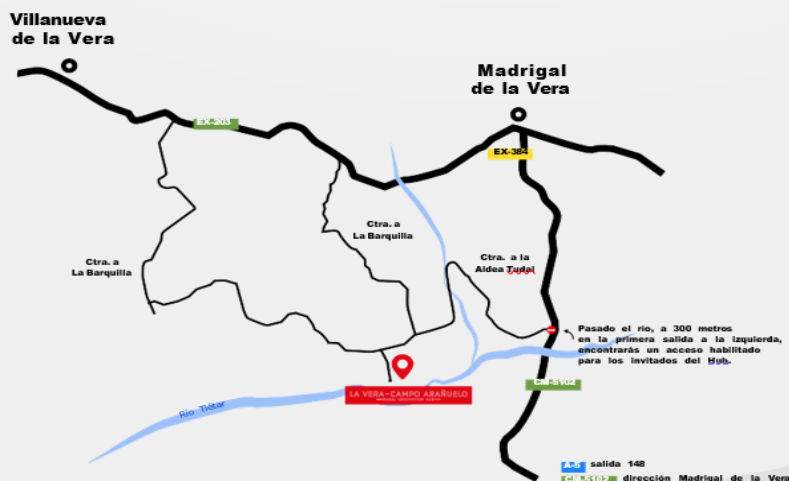 Villanueva
de la Vera
Madrigal
de la Vera
EX-203
EX-384
Ctra. a
La Barquilla
Ctra. a la
Aldea Tudal
Ctra. a
La Barquilla
Pasado el río, a 300 metros
en la primera salida a la izquierda,
encontrarás un acceso habilitado
para los invitados del Hub.
CM-5102
LA VERA–CAMPO ARAÑUELO
Río Tiétar
A-5 salida 148
CM-5102 dirección Madrigal de la Vera